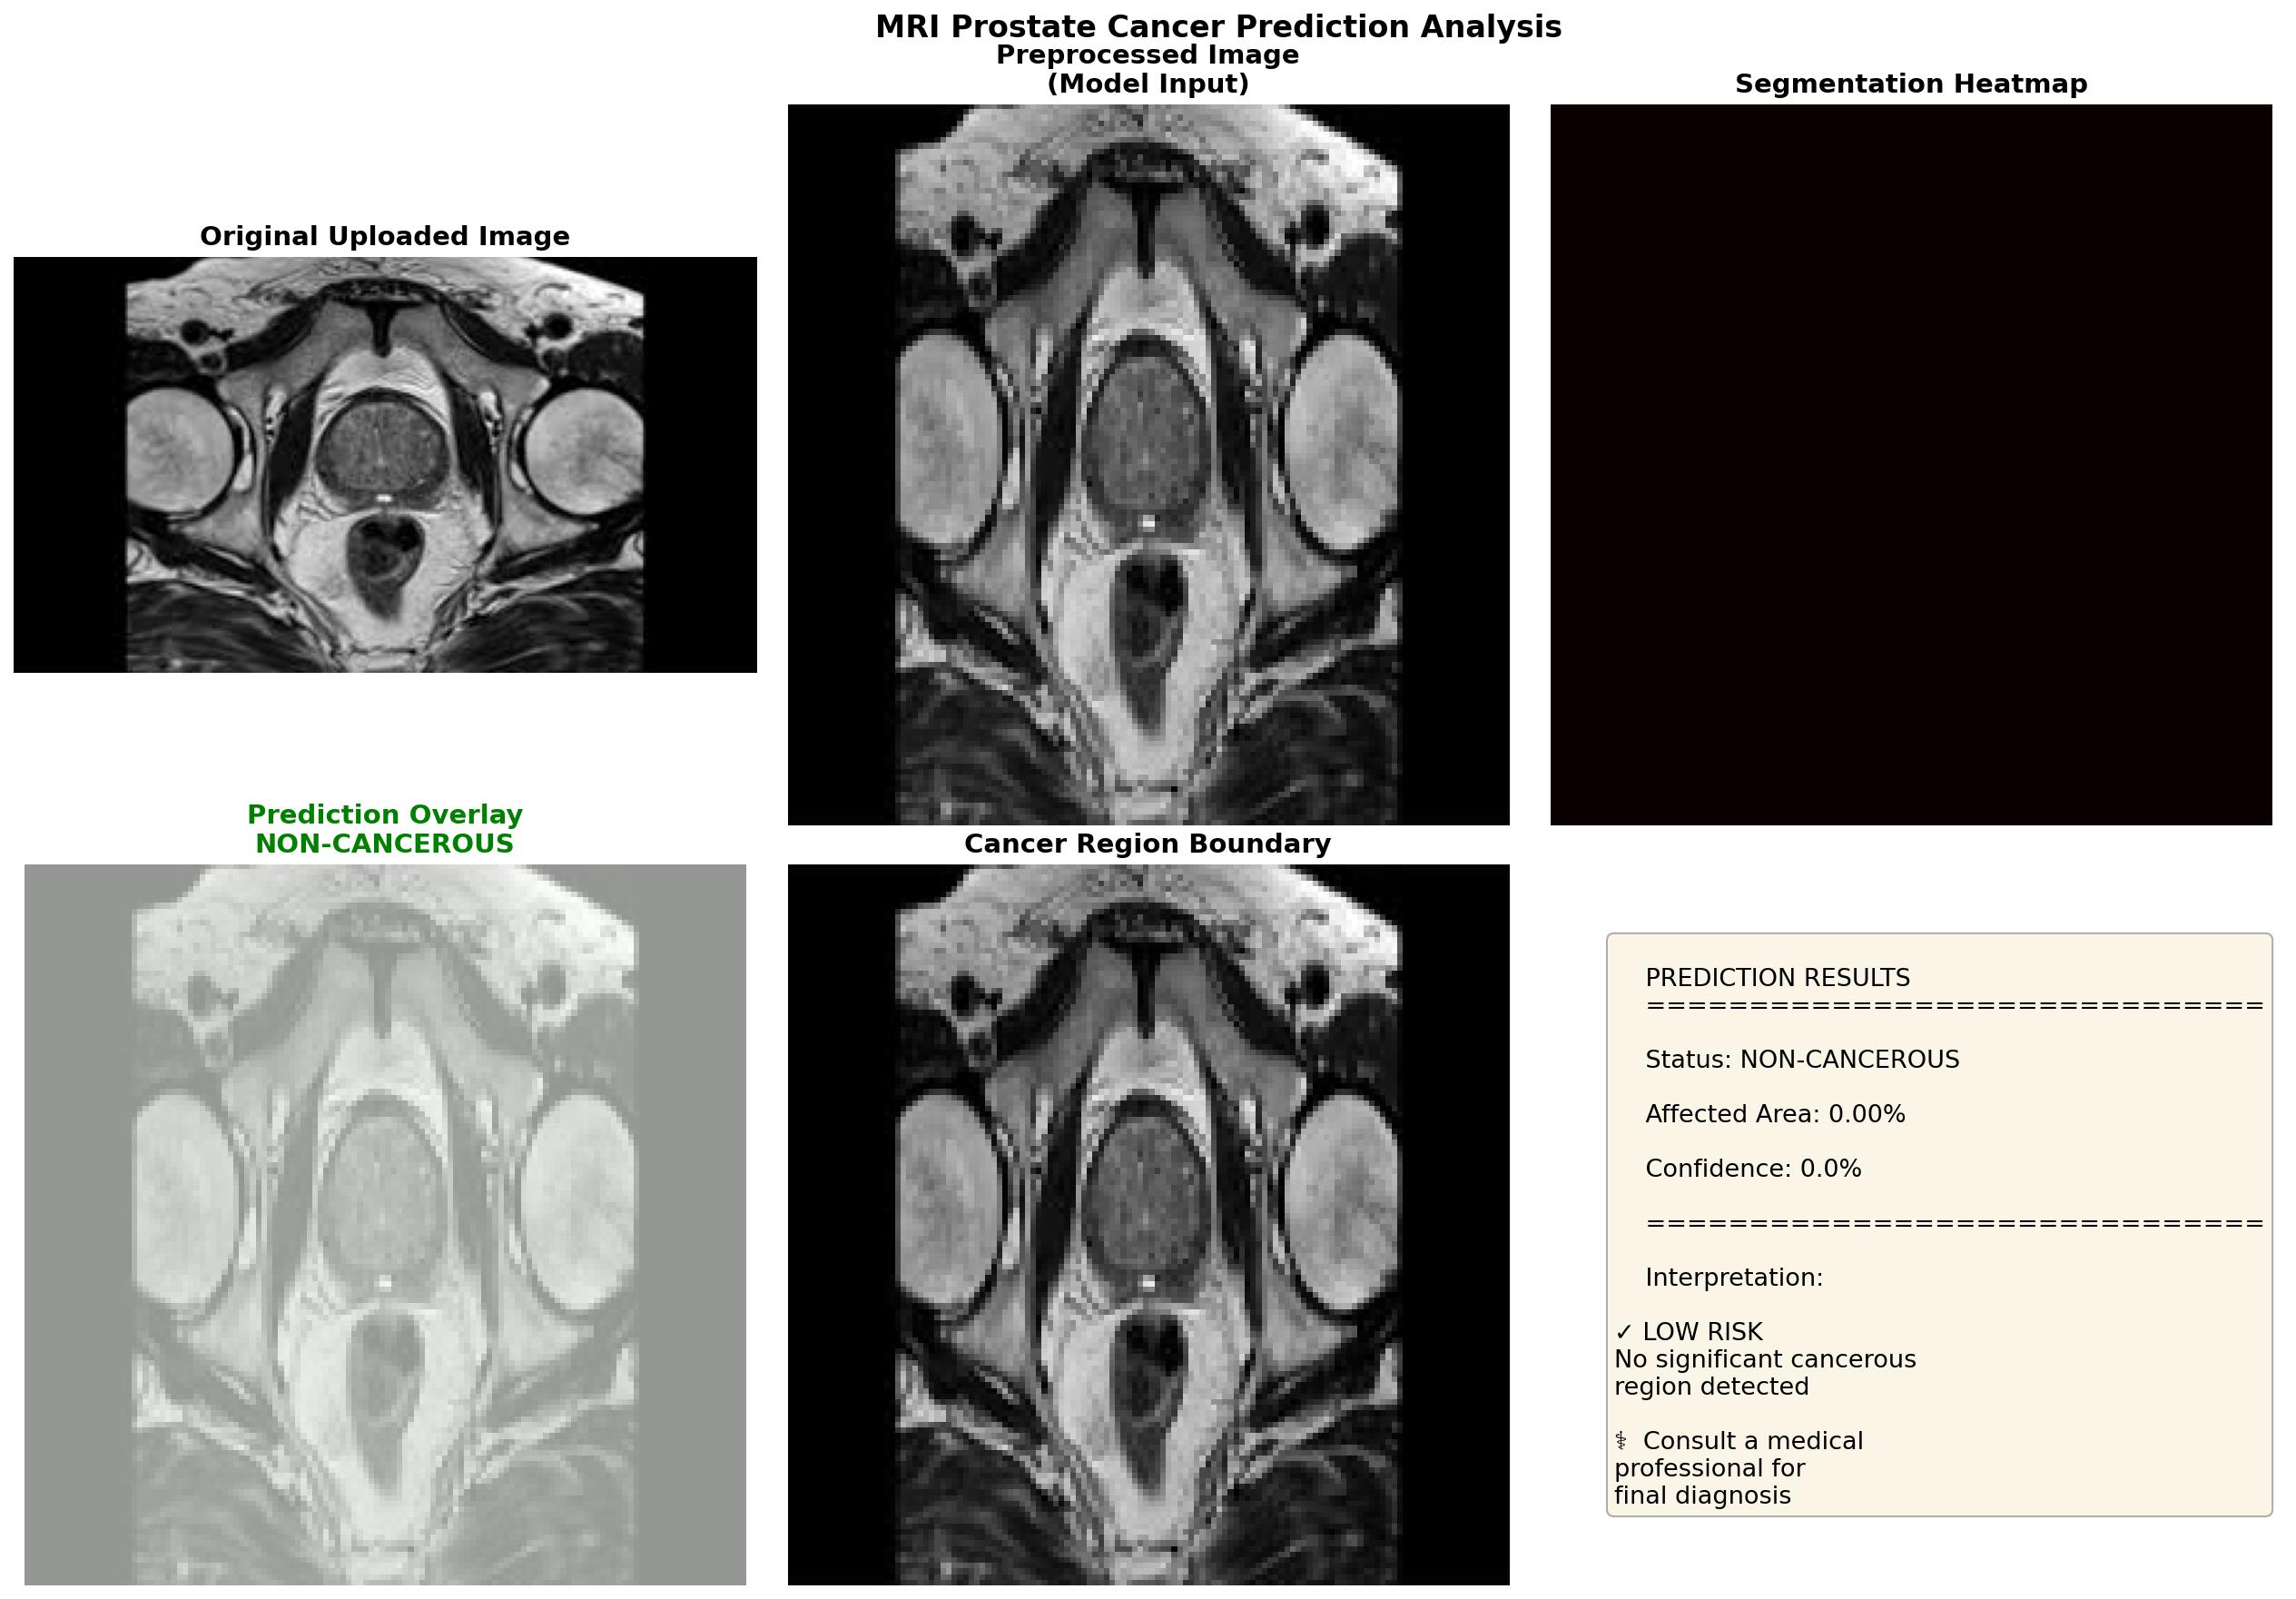 MRI Prostate Cancer Prediction Analysis
Original Uploaded Image
Preprocessed Image
(Model Input)
Segmentation Heatmap
Prediction Overlay
NON-CANCEROUS
Cancer Region Boundary
PREDICTION RESULTS
==============================
Status: NON-CANCEROUS
Affected Area: 0.00%
Confidence: 0.0%
==============================
Interpretation:
✓ LOW RISK
No significant cancerous
region detected
⚕ Consult a medical
professional for
final diagnosis